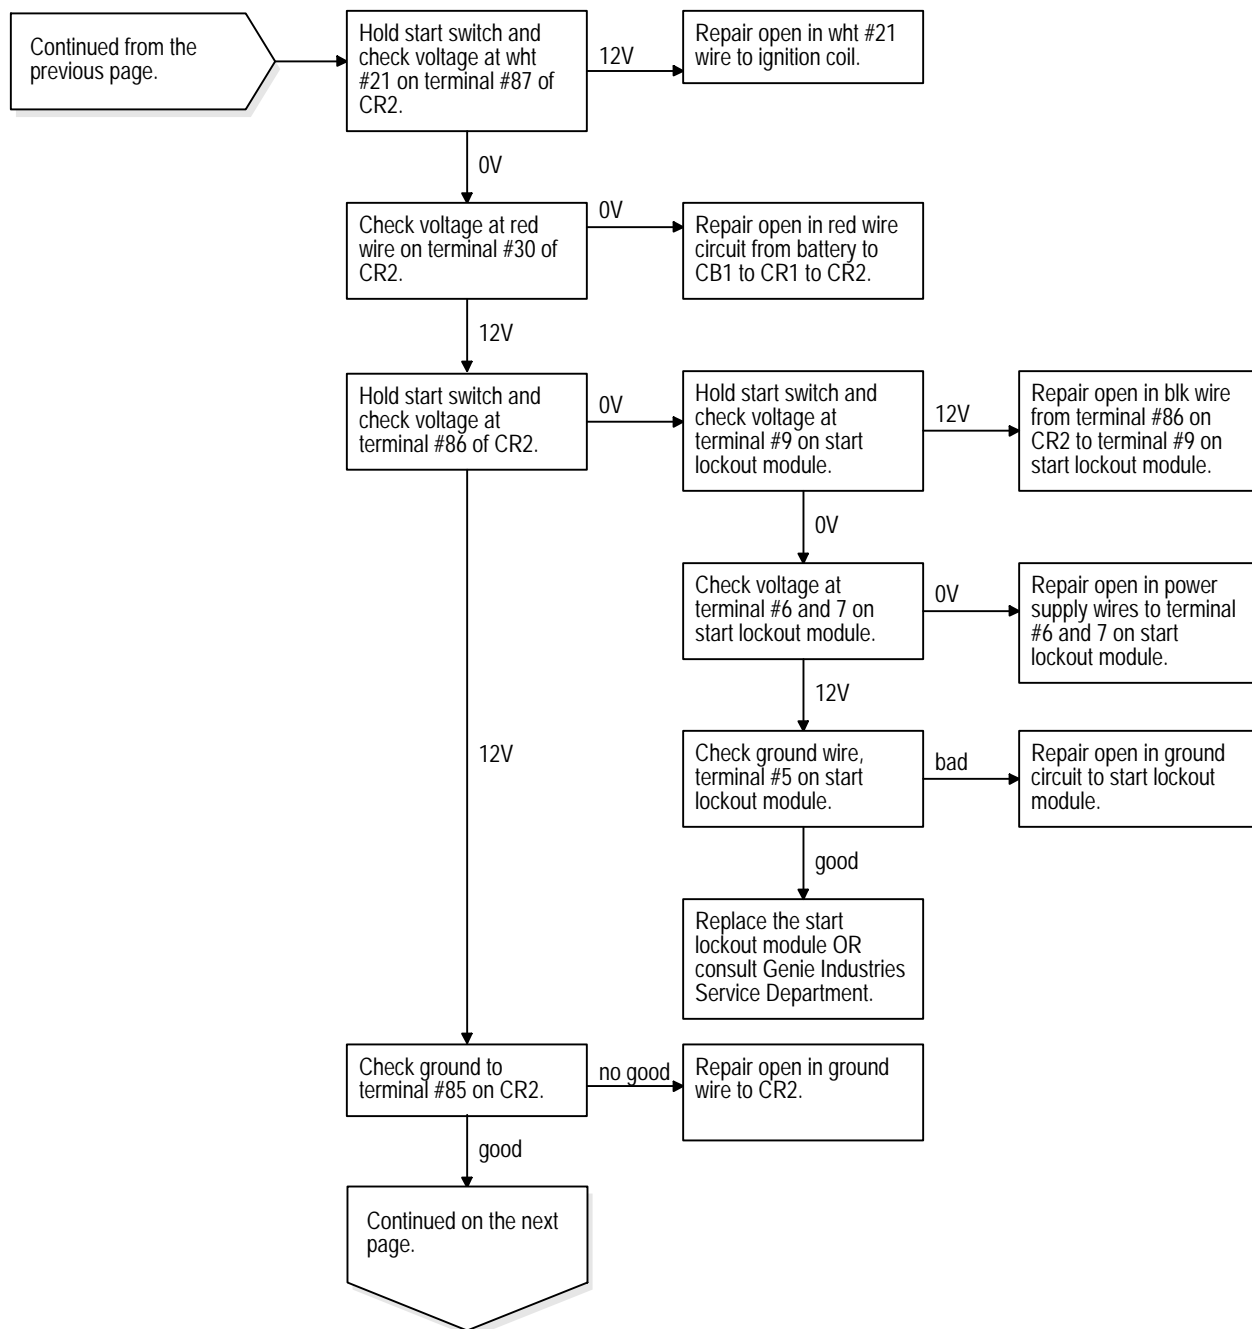 Continued from the
previous page.
Hold start switch and
check voltage at wht
#21 on terminal #87 of
CR2.
12V
Repair open in wht #21
wire to ignition coil.
0V
Check voltage at red
wire on terminal #30 of
CR2.
0V
Repair open in red wire
circuit from battery to
CB1 to CR1 to CR2.
12V
Hold start switch and
check voltage at
terminal #86 of CR2.
0V
Hold start switch and
check voltage at
terminal #9 on start
lockout module.
12V
Repair open in blk wire
from terminal #86 on
CR2 to terminal #9 on
start lockout module.
0V
Check voltage at
terminal #6 and 7 on
start lockout module.
0V
Repair open in power
supply wires to terminal
#6 and 7 on start
lockout module.
12V
12V
Check ground wire,
terminal #5 on start
lockout module.
bad
Repair open in ground
circuit to start lockout
module.
good
Replace the start
lockout module OR
consult Genie Industries
Service Department.
Check ground to
terminal #85 on CR2.
no good
Repair open in ground
wire to CR2.
good
Continued on the next
page.